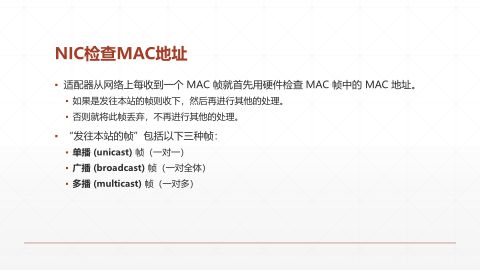 NIC检查MAC地址
▪ 适配器从网络上每收到一个 MAC 帧就首先用硬件检查 MAC 帧中的 MAC 地址。
▪ 如果是发往本站的帧则收下，然后再进行其他的处理。
▪ 否则就将此帧丢弃，不再进行其他的处理。
▪ “发往本站的帧”包括以下三种帧：
▪ 单播 (unicast) 帧（一对一）
▪ 广播 (broadcast) 帧（一对全体）
▪ 多播 (multicast) 帧（一对多）